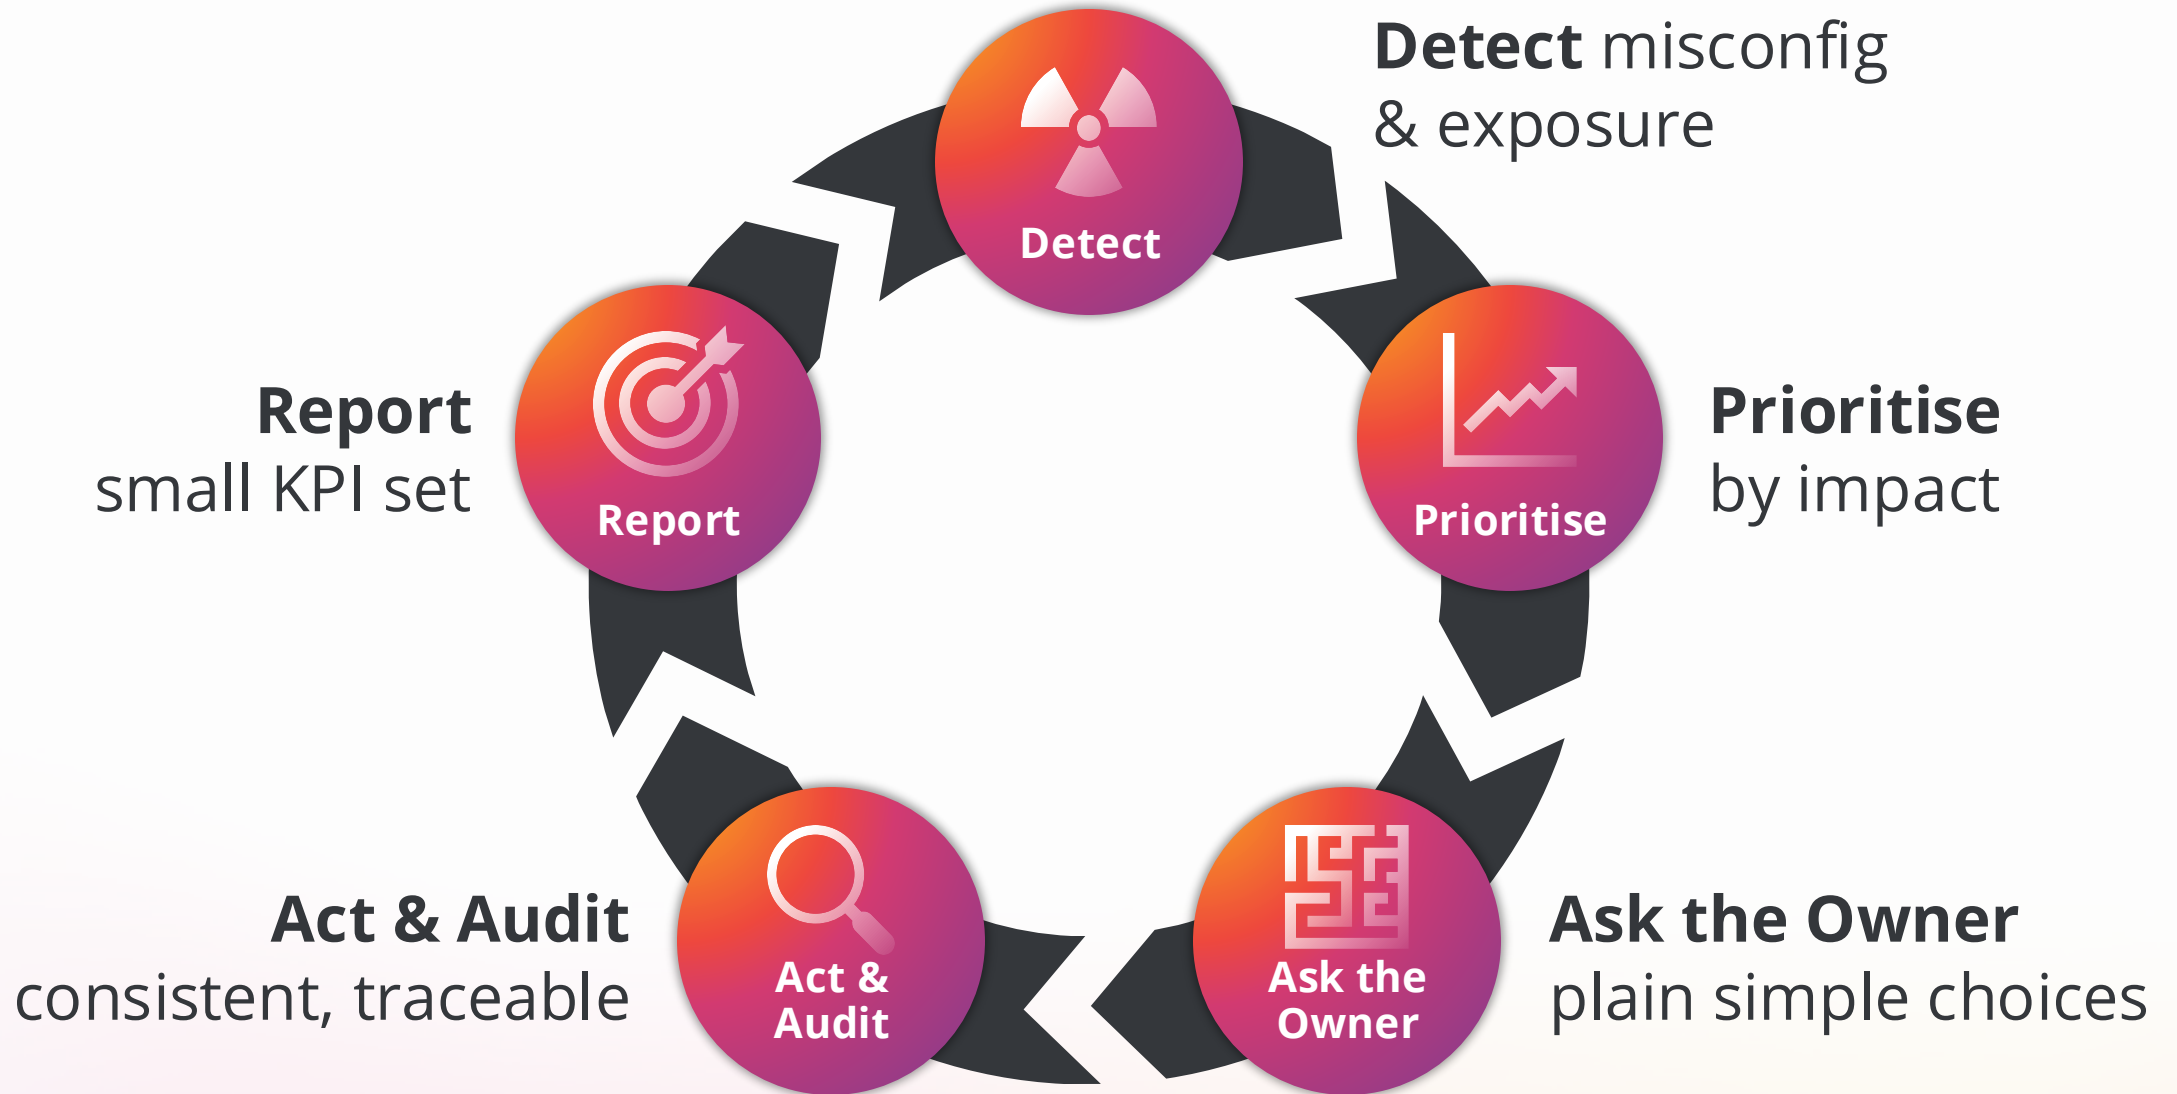 Detect
Detect misconfig
& exposure
Prioritise
Prioritise
by impact
Ask the
Owner
Ask the Owner
plain simple choices
Act &
Audit
Act & Audit
consistent, traceable
Report
Report
small KPI set